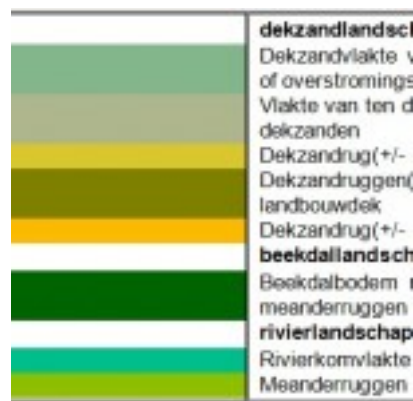 dekzandlandsch
Dekzandvlakte v
of overstromings
Vlakte van ten d
dekzanden
Dekzandrug(+/-
Dekzandruggen(
landbouwdek
Dekzandrug(+/-
beekdallandsch
Beekdalbodem
meanderruggen
rivierlandschap
Rivierkomvlakte
Meanderruggen